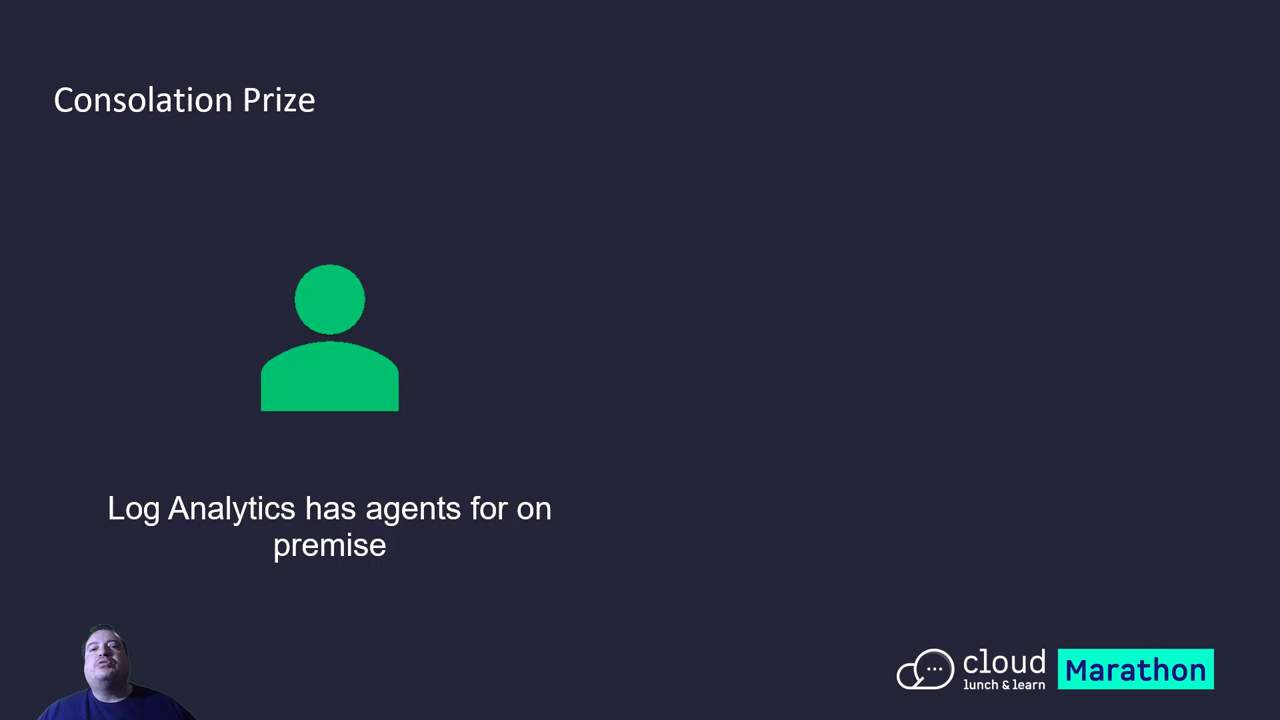 Consolation Prize
Log Analytics has agents for on
premise
cloud
lunch & learn
Marathon